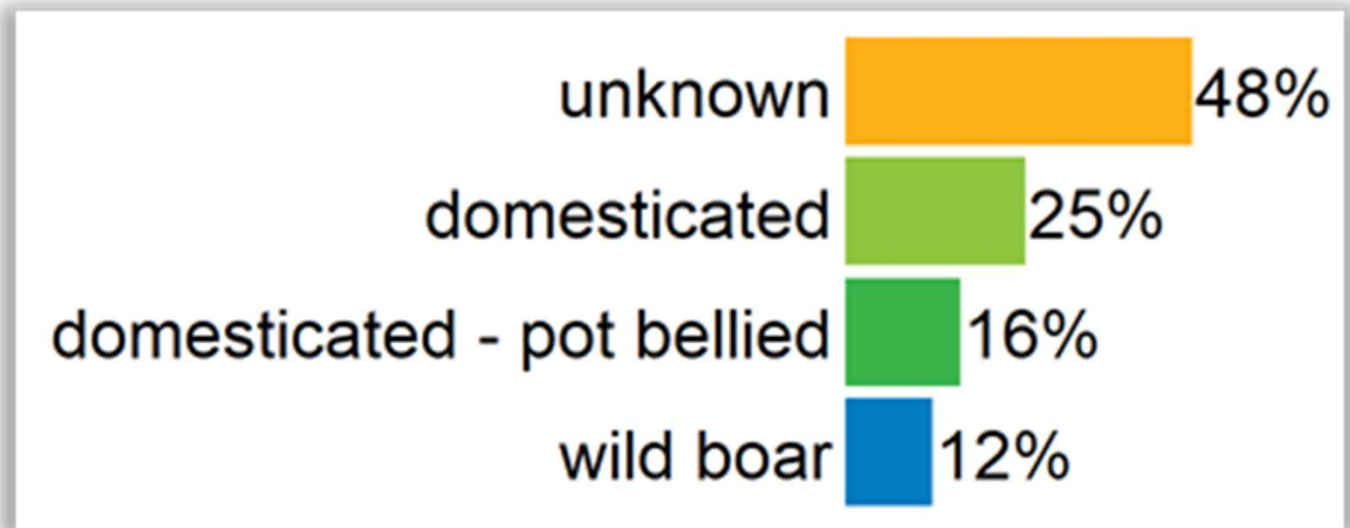 unknown 48%
domesticated 25%
domesticated - pot bellied 16%
wild boar 12%